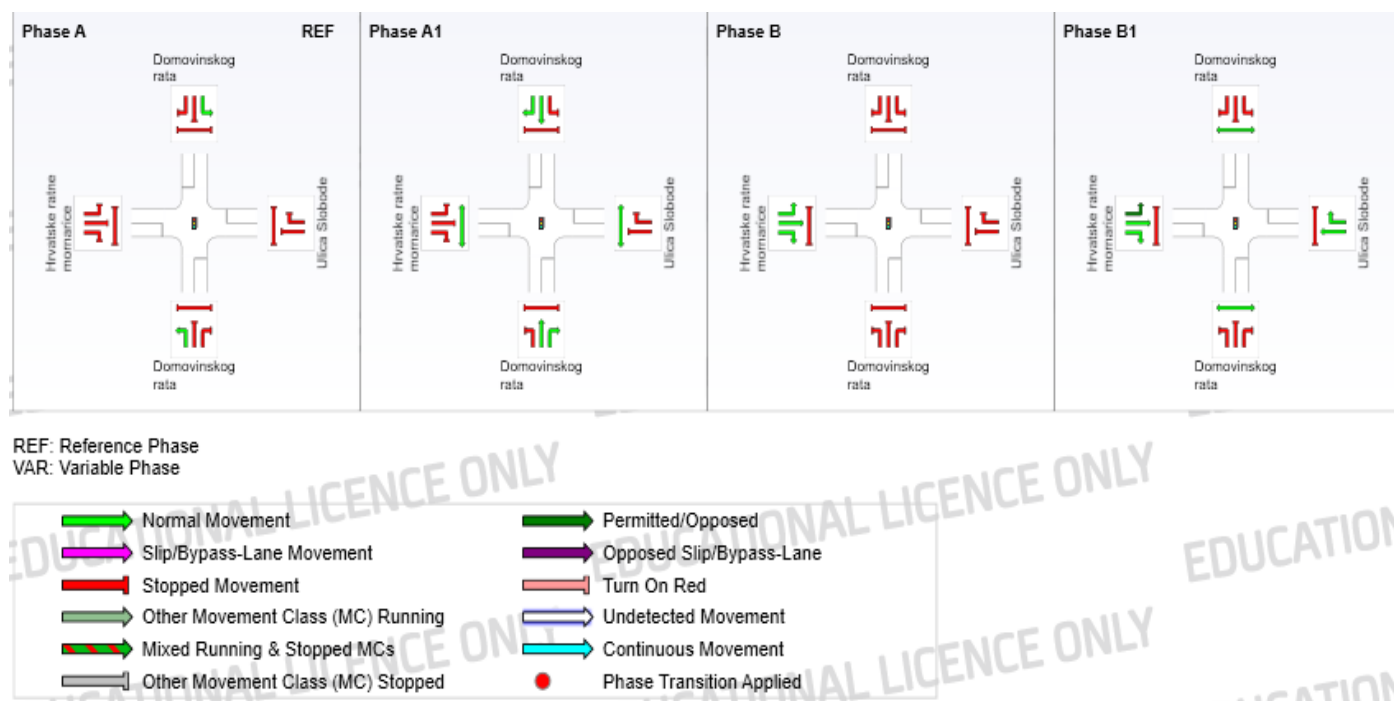 Phase A REF
Domovinskog
rata
Hrvatske ratne
mornarice
Ulica Slobode
Domovinskog
rata
Phase A1
Domovinskog
rata
Hrvatske ratne
mornarice
Ulica Slobode
Domovinskog
rata
Phase B
Domovinskog
rata
Hrvatske ratne
mornarice
Ulica Slobode
Domovinskog
rata
Phase B1
Domovinskog
rata
Hrvatske ratne
mornarice
Ulica Slobode
Domovinskog
rata
REF: Reference Phase
VAR: Variable Phase
Normal Movement
Permitted/Opposed
Slip/Bypass-Lane Movement
Opposed Slip/Bypass-Lane
Stopped Movement
Turn On Red
Other Movement Class (MC) Running
Undetected Movement
Mixed Running & Stopped MCs
Continuous Movement
Other Movement Class (MC) Stopped
Phase Transition Applied
EDUCATIONAL LICENCE ONLY
EDUCATIONAL LICENCE ONLY
EDUCATION
EDUCATIONAL LICENCE ONLY
EDUCATIONAL LICENCE ONLY